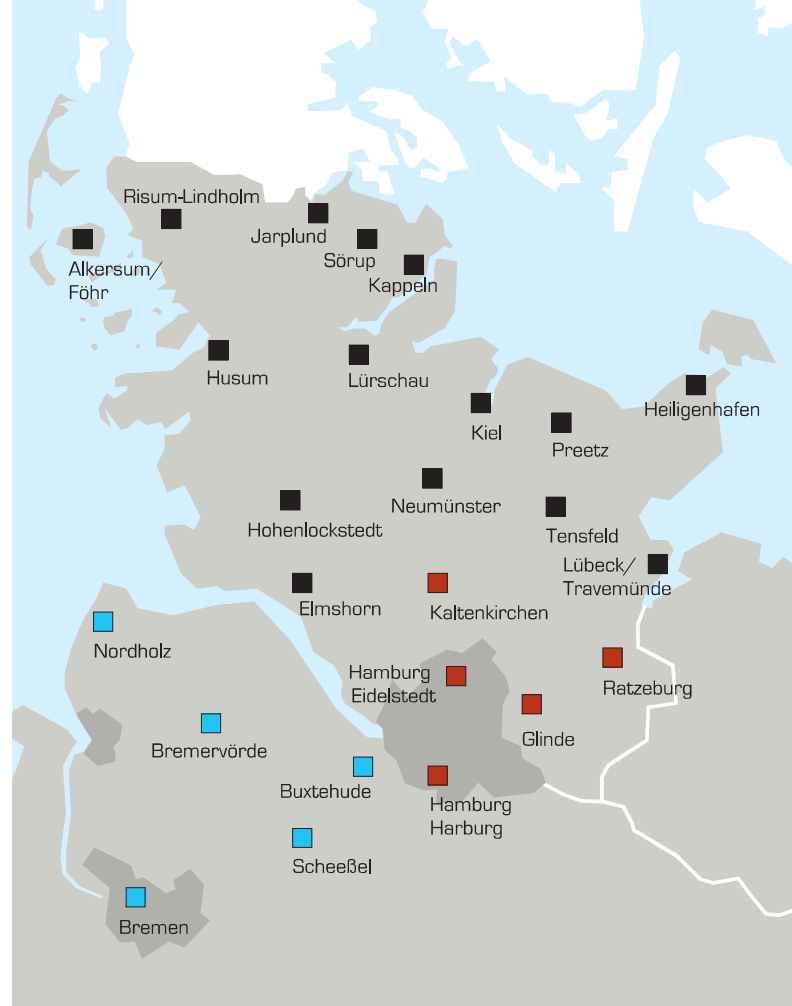 Risum-Lindholm
Jarplund
Sörup
Alkersum/
Föhr
Kappeln
Husum
Lürschau
Heiligenhafen
Kiel
Preetz
Neumünster
Hohenlockstedt
Tensfeld
Lübeck/
Travemünde
Elmshorn
Kaltenkirchen
Nordholz
Hamburg
Eidelstedt
Ratzeburg
Glinde
Bremervörde
Buxtehude
Hamburg
Harburg
Scheeßel
Bremen